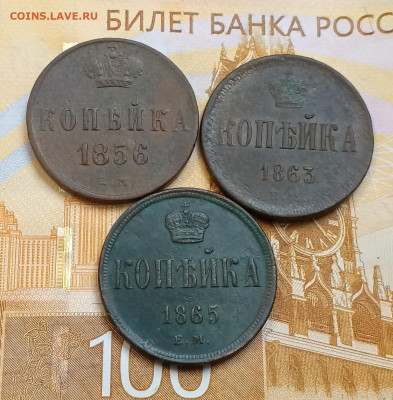 COINS.LAVE.RU
БИЛЕТ БАНКА РОСС
КОПѢЙКА
1856
КОПѢЙКА
1863
КОПѢЙКА
1865
Е.М.
100